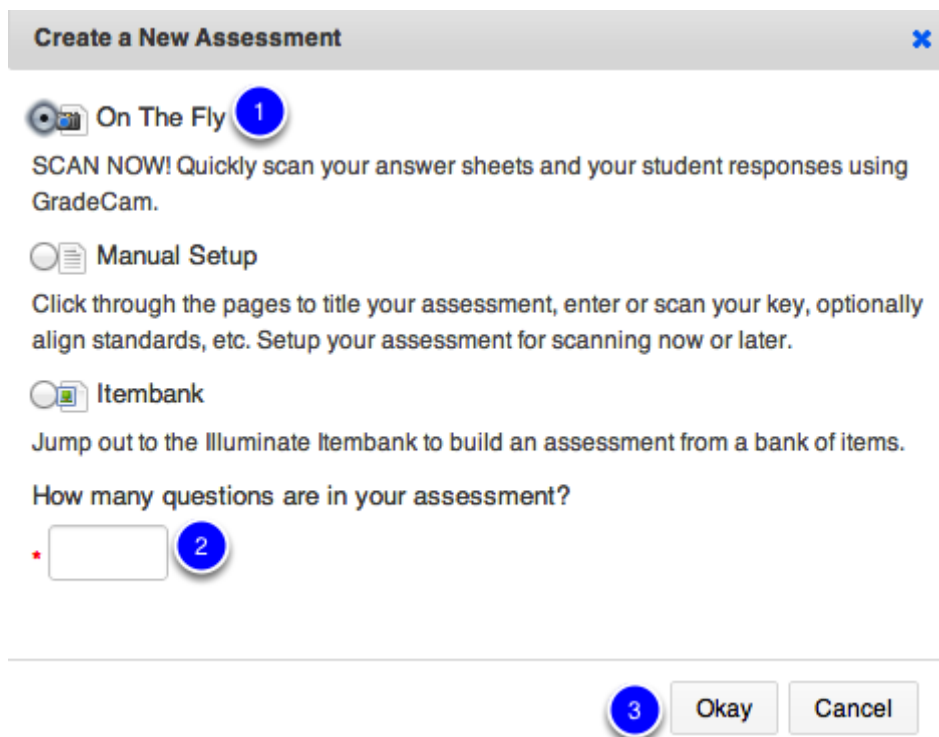 Create a New Assessment
On The Fly 1
SCAN NOW! Quickly scan your answer sheets and your student responses using
GradeCam.
Manual Setup
Click through the pages to title your assessment, enter or scan your key, optionally
align standards, etc. Setup your assessment for scanning now or later.
Itembank
Jump out to the Illuminate Itembank to build an assessment from a bank of items.
How many questions are in your assessment?
* 2
3 Okay Cancel